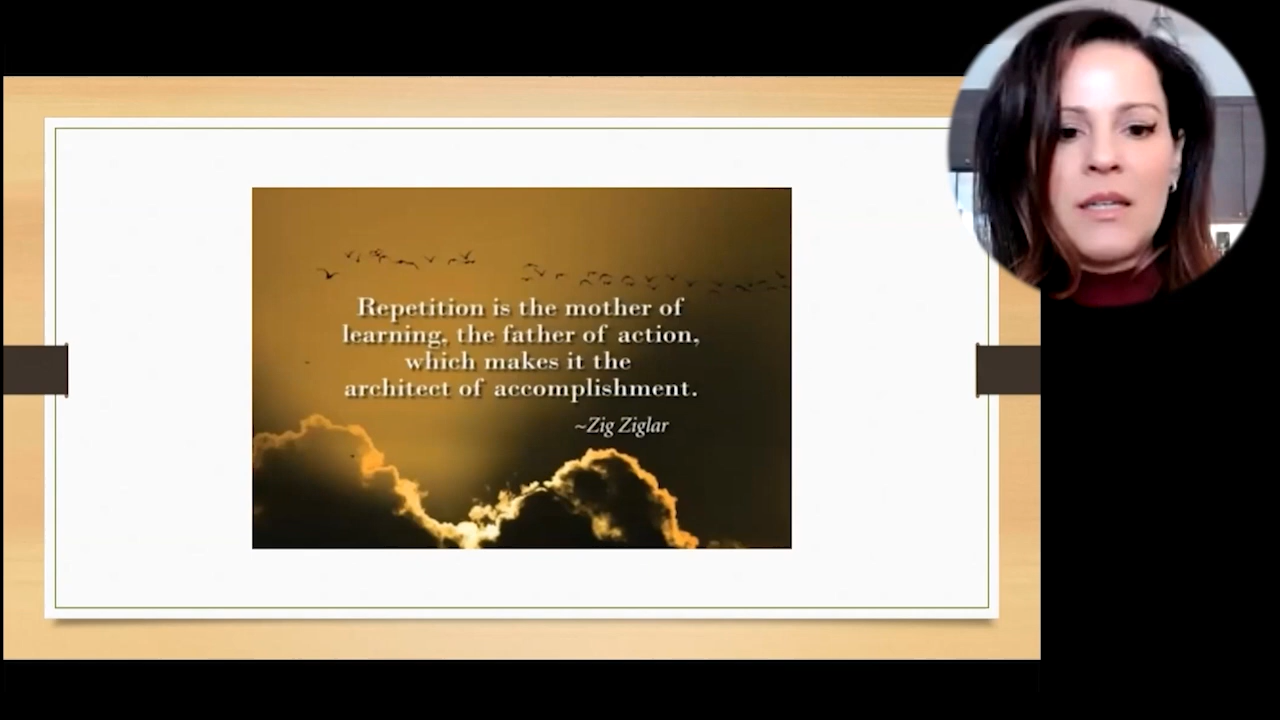 Repetition is the mother of
learning, the father of action,
which makes it the
architect of accomplishment.
~Zig Ziglar